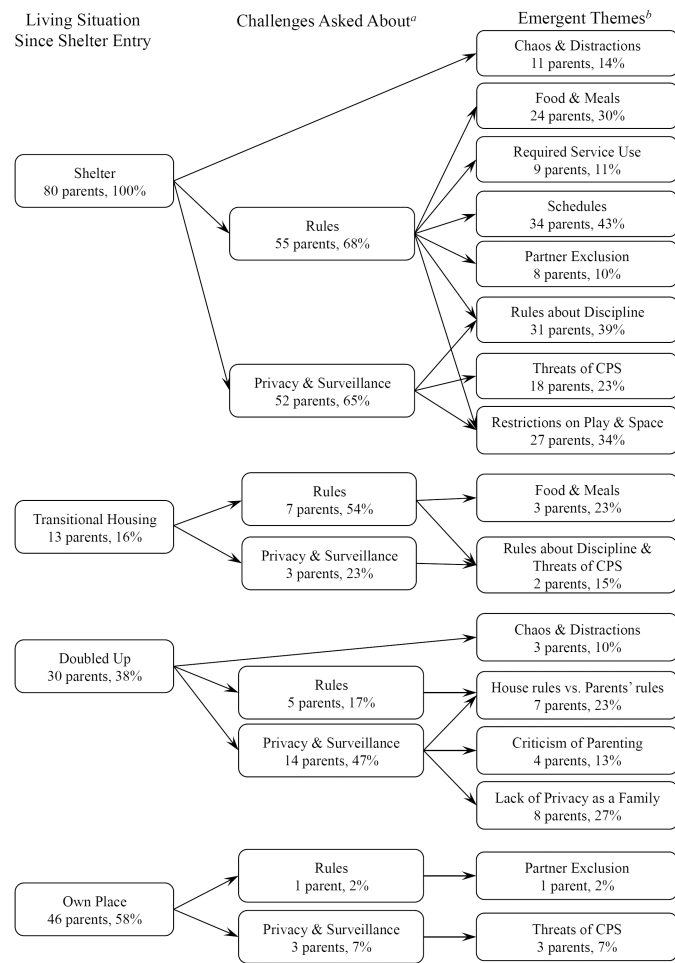 Living Situation
Since Shelter Entry
Challenges Asked About^a
Emergent Themes^b
Shelter
80 parents, 100%
Rules
55 parents, 68%
Privacy & Surveillance
52 parents, 65%
Chaos & Distractions
11 parents, 14%
Food & Meals
24 parents, 30%
Required Service Use
9 parents, 11%
Schedules
34 parents, 43%
Partner Exclusion
8 parents, 10%
Rules about Discipline
31 parents, 39%
Threats of CPS
18 parents, 23%
Restrictions on Play & Space
27 parents, 34%
Transitional Housing
13 parents, 16%
Rules
7 parents, 54%
Privacy & Surveillance
3 parents, 23%
Food & Meals
3 parents, 23%
Rules about Discipline &
Threats of CPS
2 parents, 15%
Doubled Up
30 parents, 38%
Rules
5 parents, 17%
Privacy & Surveillance
14 parents, 47%
Chaos & Distractions
3 parents, 10%
House rules vs. Parents’ rules
7 parents, 23%
Criticism of Parenting
4 parents, 13%
Lack of Privacy as a Family
8 parents, 27%
Own Place
46 parents, 58%
Rules
1 parent, 2%
Privacy & Surveillance
3 parents, 7%
Partner Exclusion
1 parent, 2%
Threats of CPS
3 parents, 7%